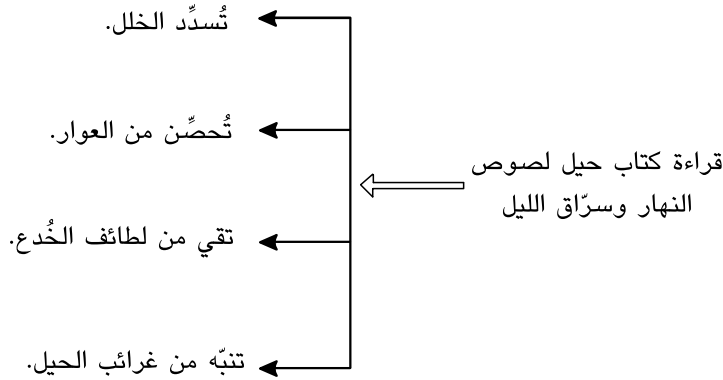 قراءة كتاب حيل لصوص
النهار وسرّاق الليل
تُسدِّد الخلل.
تُحصِّن من العوار.
تقي من لطائف الخُدع.
تنبّه من غرائب الحيل.